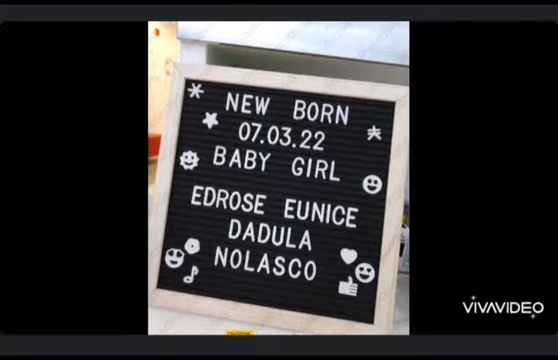 NEW BORN
07.03.22
BABY GIRL
EDROSE EUNICE
DADULA
NOLASCO
VIVAVIDEO